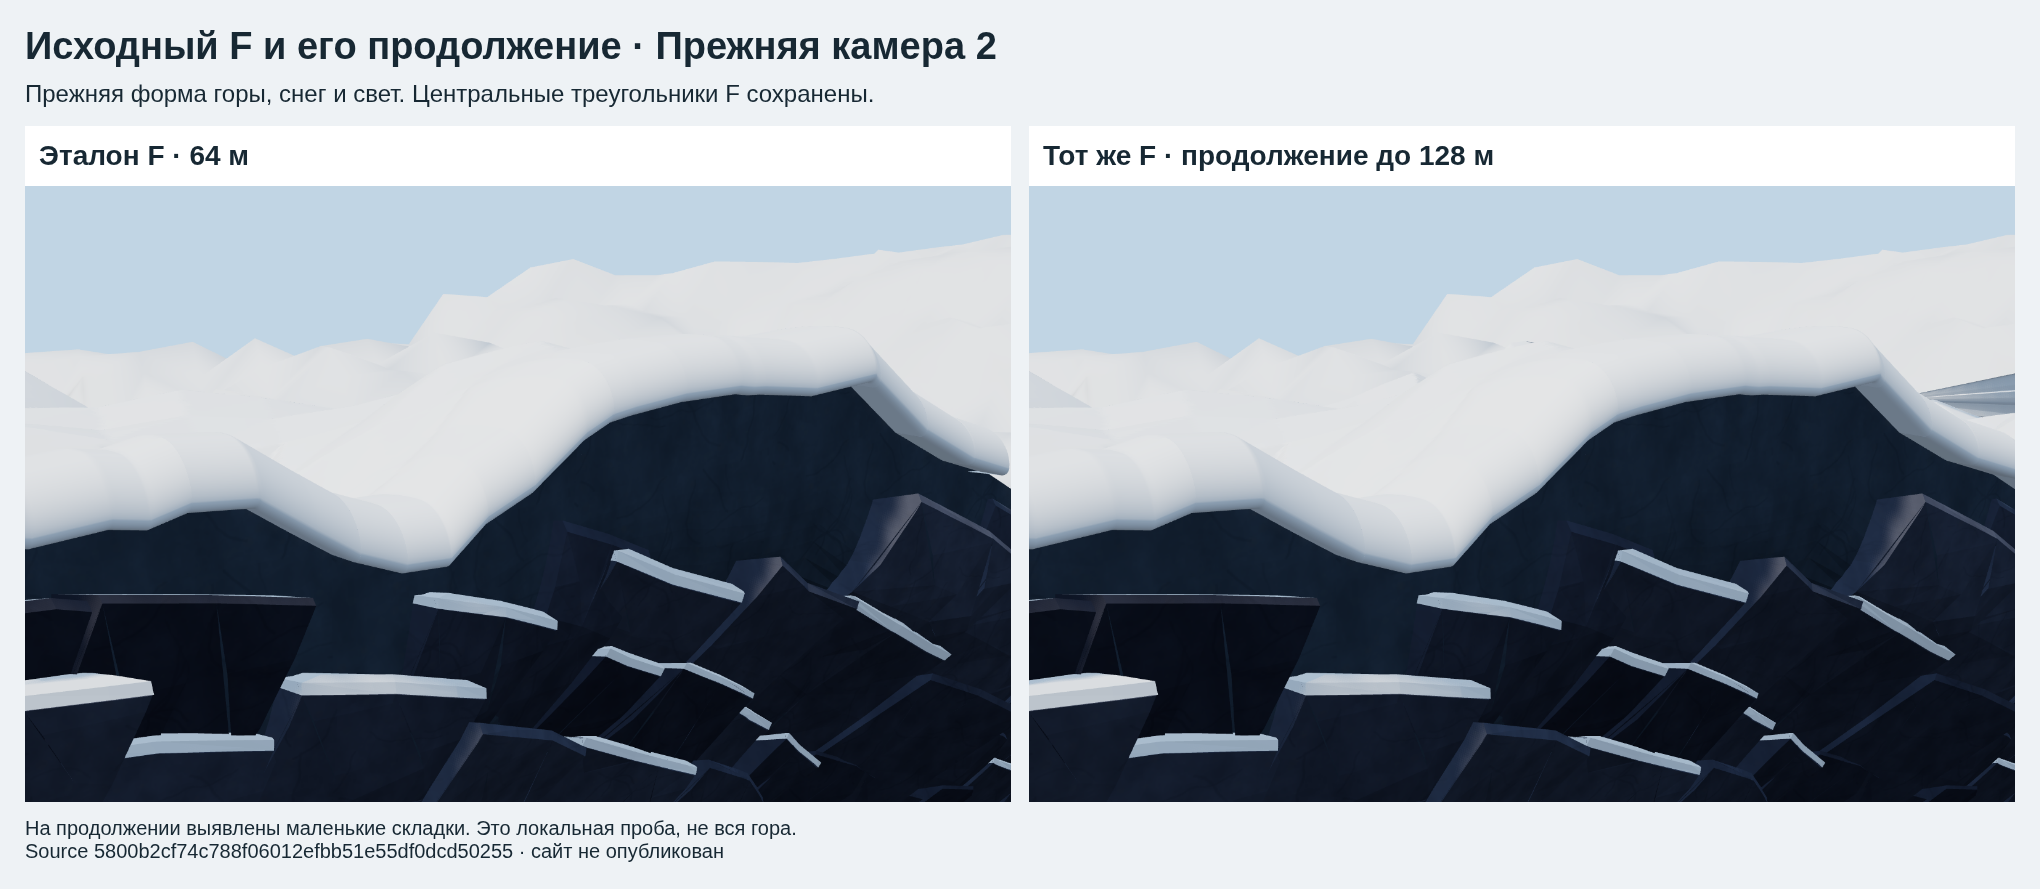 Исходный F и его продолжение · Прежняя камера 2
Прежняя форма горы, снег и свет. Центральные треугольники F сохранены.
Эталон F · 64 м
Тот же F · продолжение до 128 м
На продолжении выявлены маленькие складки. Это локальная проба, не вся гора.
Source 5800b2cf74c788f06012efbb51e55df0dcd50255 · сайт не опубликован